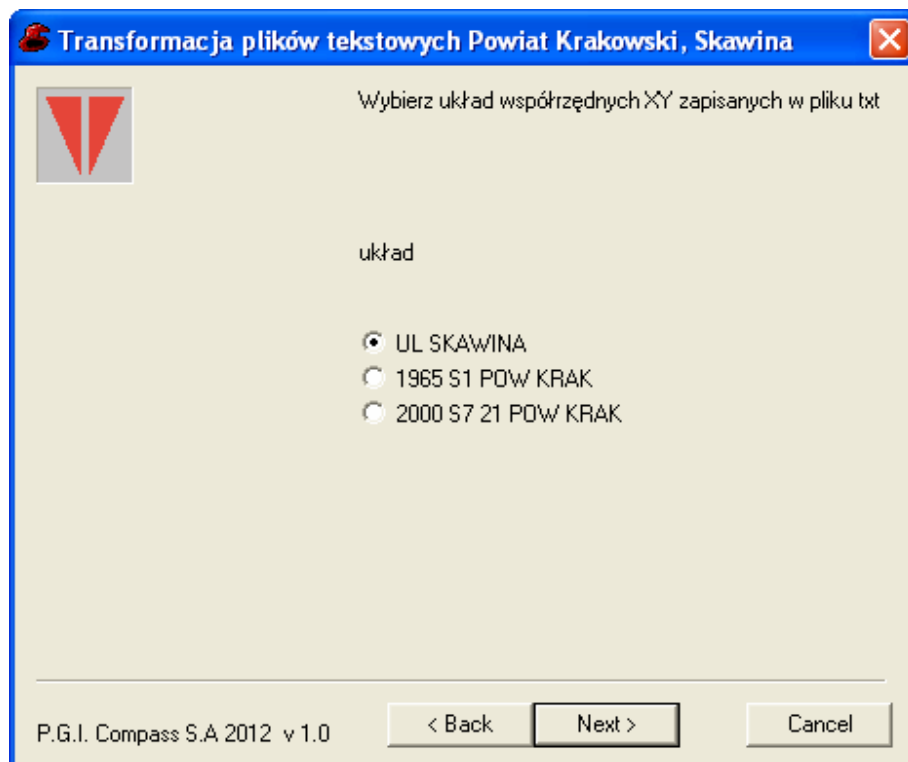 Transformacja plików tekstowych Powiat Krakowski, Skawina
Wybierz układ współrzędnych XY zapisanych w pliku txt
układ
UL SKAWINA
1965 S1 POW KRAK
2000 S7 21 POW KRAK
P.G.I. Compass S.A 2012 v 1.0
< Back
Next >
Cancel